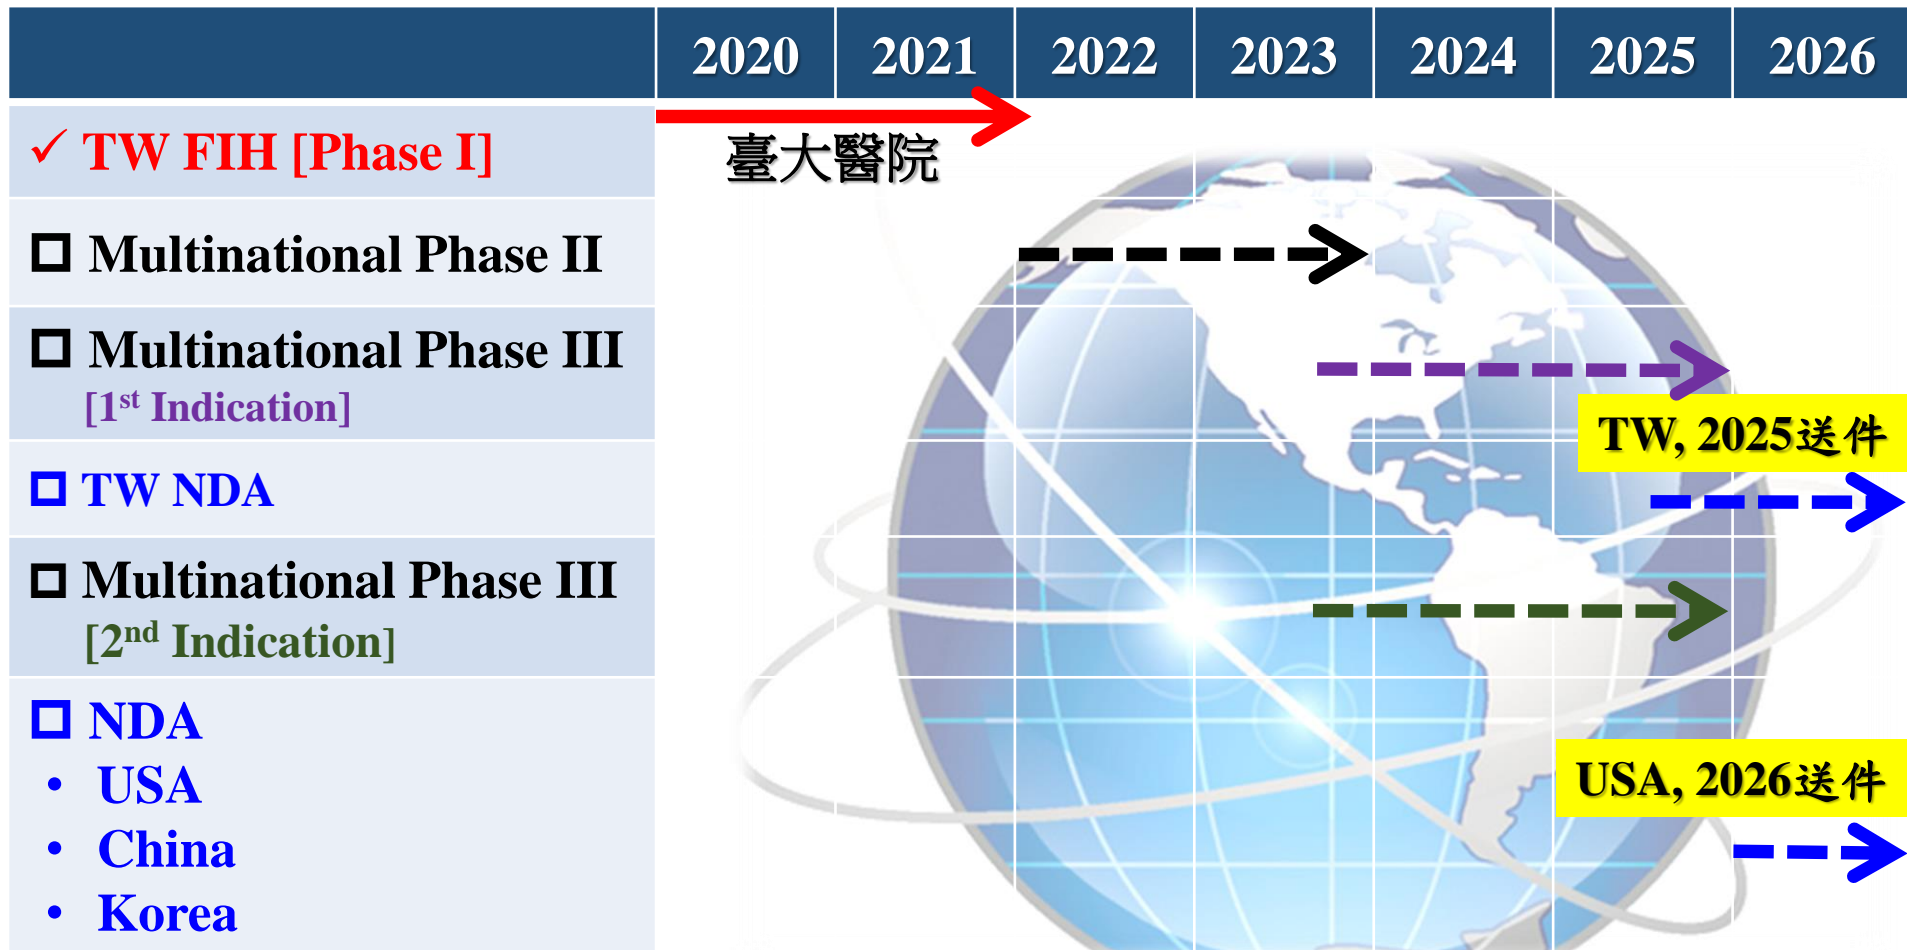 2020 2021 2022 2023 2024 2025 2026
✓ TW FIH [Phase I]
臺大醫院
Multinational Phase II
Multinational Phase III
[1st Indication]
TW, 2025送件
TW NDA
Multinational Phase III
[2nd Indication]
NDA
• USA
USA, 2026送件
• China
• Korea